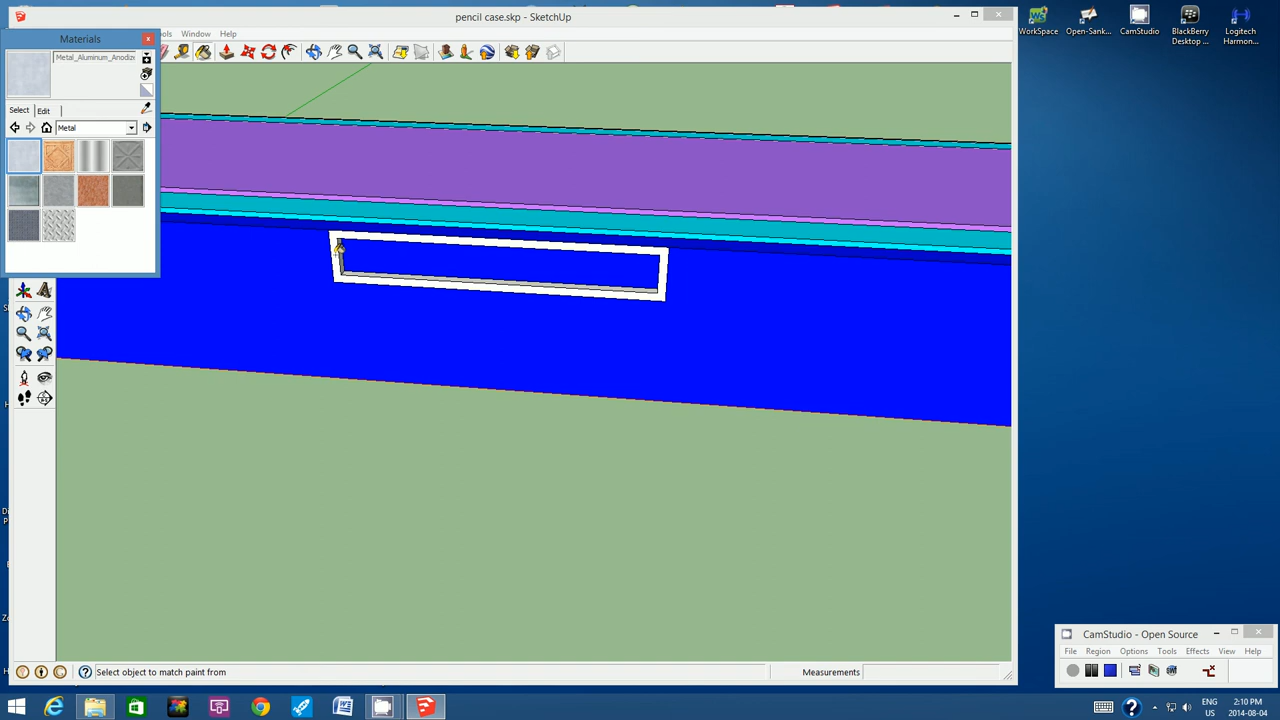 pencil case.skp - SketchUp
Materials
ols Window Help
Metal_Aluminum_Anodize
Select Edit
Metal
Select object to match paint from
Measurements
WorkSpace
Open-Sank...
CamStudio
BlackBerry
Desktop ...
Logitech
Harmon...
CamStudio - Open Source
File Region Options Tools Effects View Help
ENG
US
2:10 PM
2014-08-04